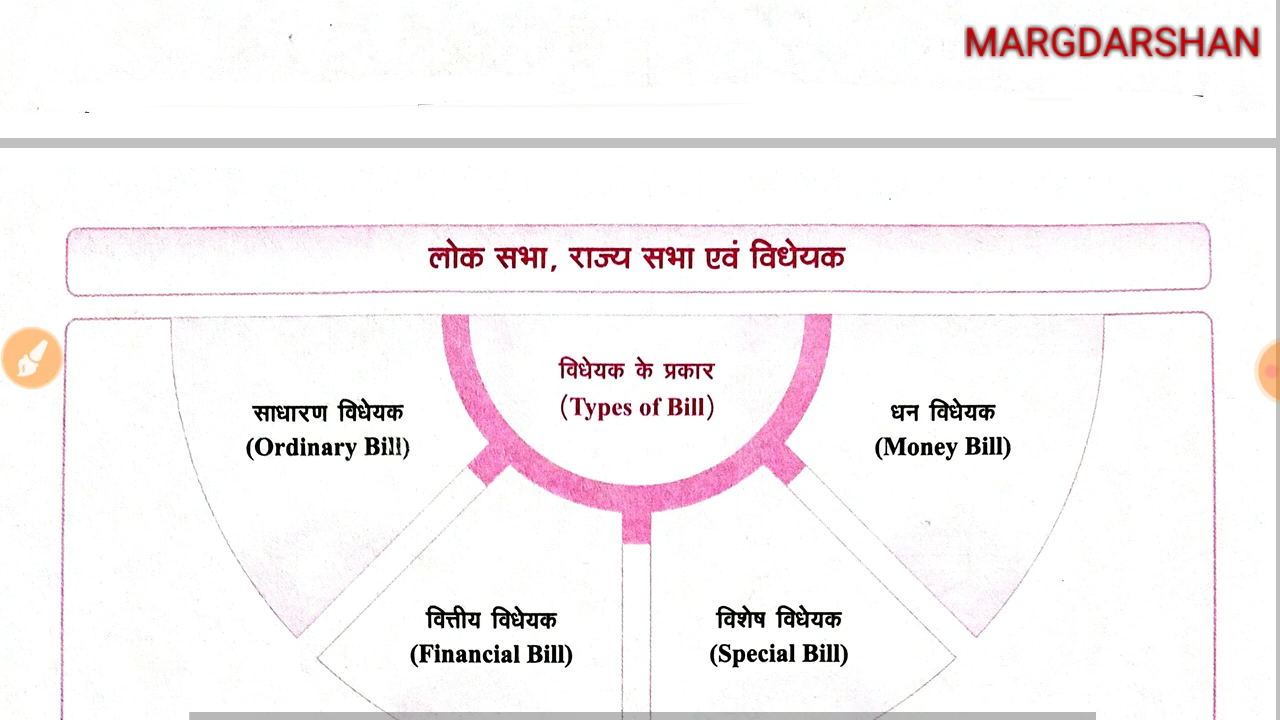 MARGDARSHAN
लोक सभा, राज्य सभा एवं विधेयक
विधेयक के प्रकार
(Types of Bill)
साधारण विधेयक
(Ordinary Bill)
धन विधेयक
(Money Bill)
वित्तीय विधेयक
(Financial Bill)
विशेष विधेयक
(Special Bill)